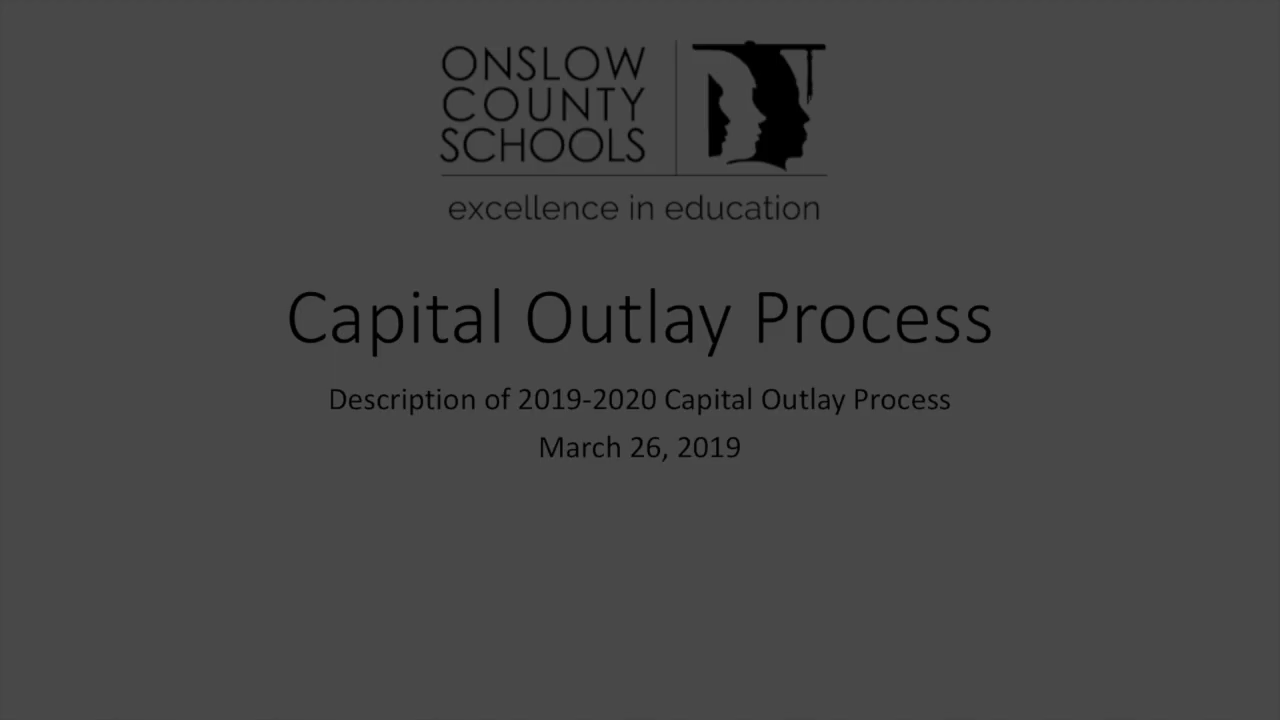 ONSLOW
COUNTY
SCHOOLS
excellence in education
Capital Outlay Process
Description of 2019-2020 Capital Outlay Process
March 26, 2019